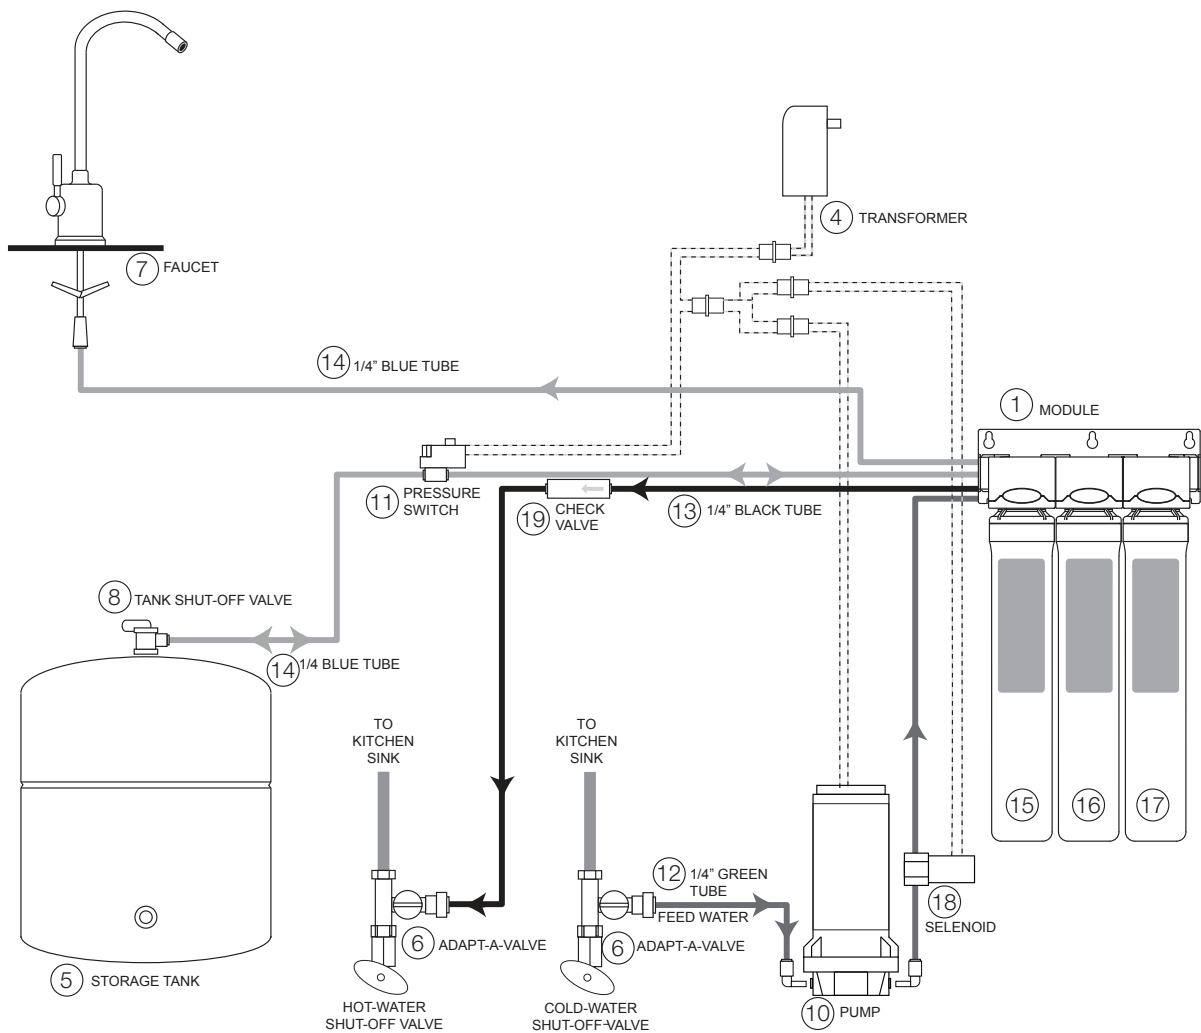 4 TRANSFORMER
7 FAUCET
14 1/4” BLUE TUBE
1 MODULE
11 PRESSURE
SWITCH
19 CHECK
VALVE
13 1/4” BLACK TUBE
8 TANK SHUT-OFF VALVE
14 1/4 BLUE TUBE
TO
KITCHEN
SINK
TO
KITCHEN
SINK
15 16 17
12 1/4” GREEN
TUBE
FEED WATER
18
SELENOID
6 ADAPT-A-VALVE
6 ADAPT-A-VALVE
5 STORAGE TANK
HOT-WATER
SHUT-OFF VALVE
COLD-WATER
SHUT-OFF-VALVE
10 PUMP